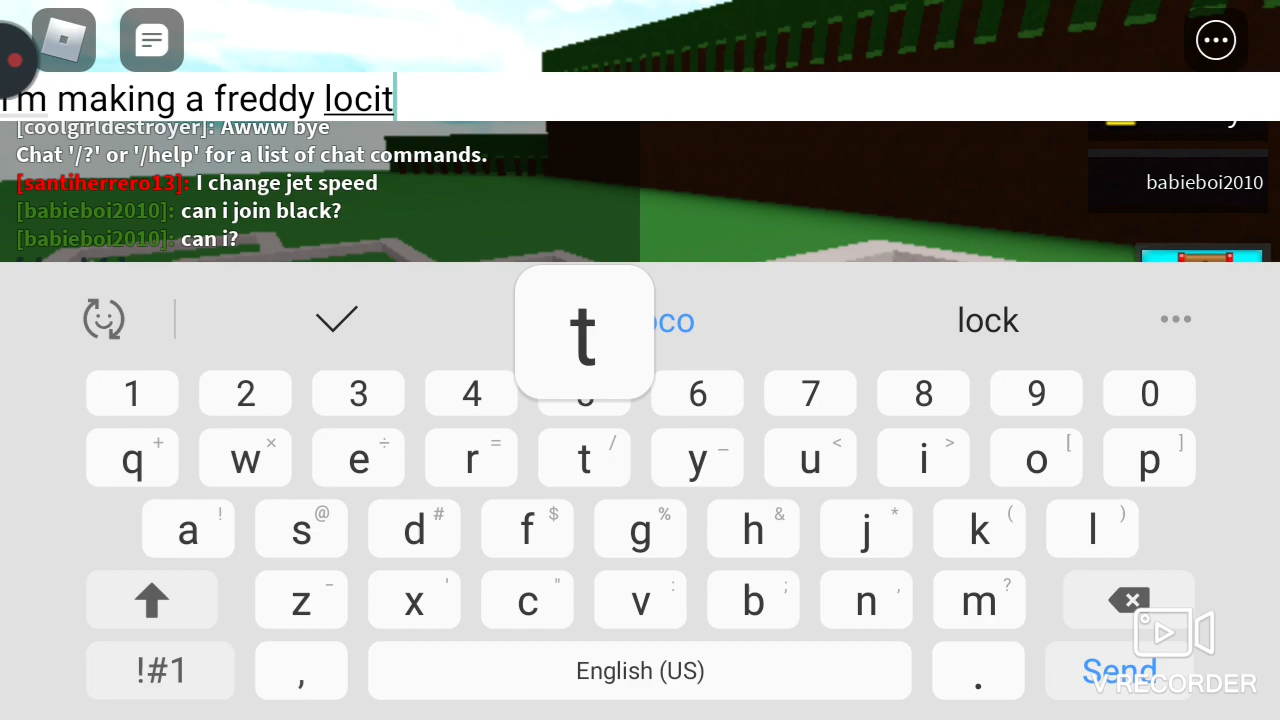 I'm making a freddy locit
[coolgirldestroyer]: Awww bye
Chat '/?' or '/help' for a list of chat commands.
[santiherrero13]: I change jet speed
[babieboi2010]: can i join black?
[babieboi2010]: can i?
babieboi2010
t
lock
1 2 3 4 5 6 7 8 9 0
q + w × e ÷ r = t / y _ u < i > o [ p ]
a ! s @ d # f $ g % h & j * k ( l )
z - x ' c " v : b ; n , m ?
!#1 , English (US) . Send
V RECORDER